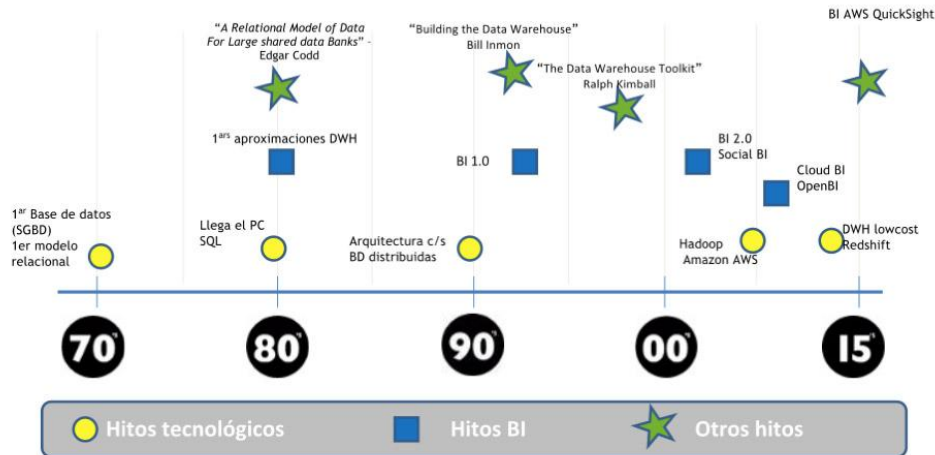 BI AWS QuickSight
“A Relational Model of Data
For Large shared data Banks” -
Edgar Codd
“Building the Data Warehouse”
Bill Inmon
“The Data Warehouse Toolkit”
Ralph Kimball
1ars aproximaciones DWH
BI 1.0
BI 2.0
Social BI
Cloud BI
OpenBI
1ar Base de datos
(SGBD)
1er modelo
relacional
Llega el PC
SQL
Arquitectura c/s
BD distribuidas
Hadoop
Amazon AWS
DWH lowcost
Redshift
70's
80's
90's
00's
15's
Hitos tecnológicos
Hitos BI
Otros hitos